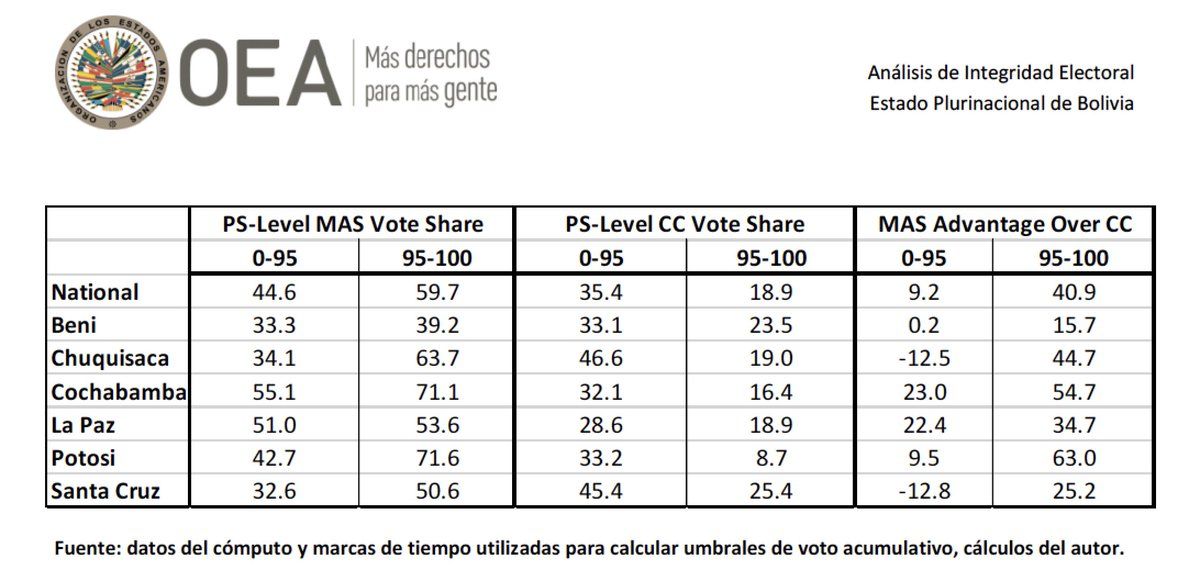 ORGANIZACION DE LOS ESTADOS AMERICANOS
OEA
Más derechos
para más gente
Análisis de Integridad Electoral
Estado Plurinacional de Bolivia
PS-Level MAS Vote Share PS-Level CC Vote Share MAS Advantage Over CC
0-95 95-100 0-95 95-100 0-95 95-100
National 44.6 59.7 35.4 18.9 9.2 40.9
Beni 33.3 39.2 33.1 23.5 0.2 15.7
Chuquisaca 34.1 63.7 46.6 19.0 -12.5 44.7
Cochabamba 55.1 71.1 32.1 16.4 23.0 54.7
La Paz 51.0 53.6 28.6 18.9 22.4 34.7
Potosi 42.7 71.6 33.2 8.7 9.5 63.0
Santa Cruz 32.6 50.6 45.4 25.4 -12.8 25.2
Fuente: datos del cómputo y marcas de tiempo utilizadas para calcular umbrales de voto acumulativo, cálculos del autor.